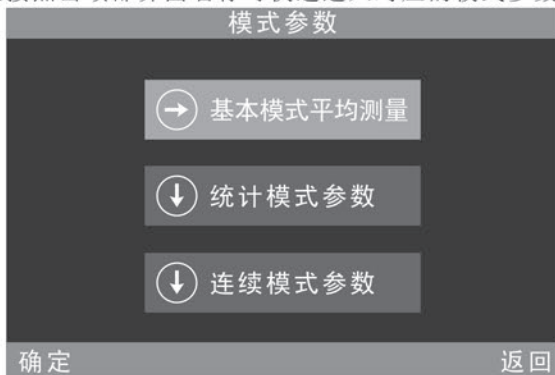 模式参数
基本模式平均测量
统计模式参数
连续模式参数
确定
返回